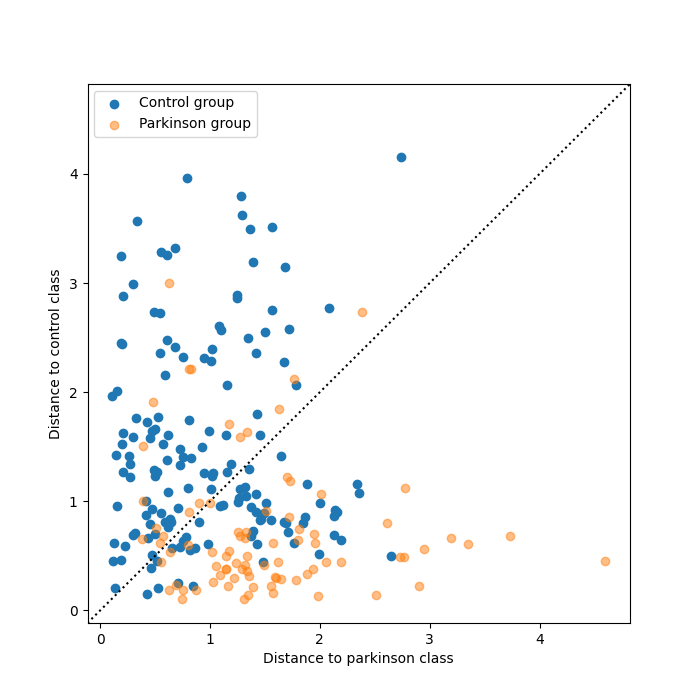 Control group
Parkinson group
4
3
2
1
0
Distance to control class
0
1
2
3
4
Distance to parkinson class